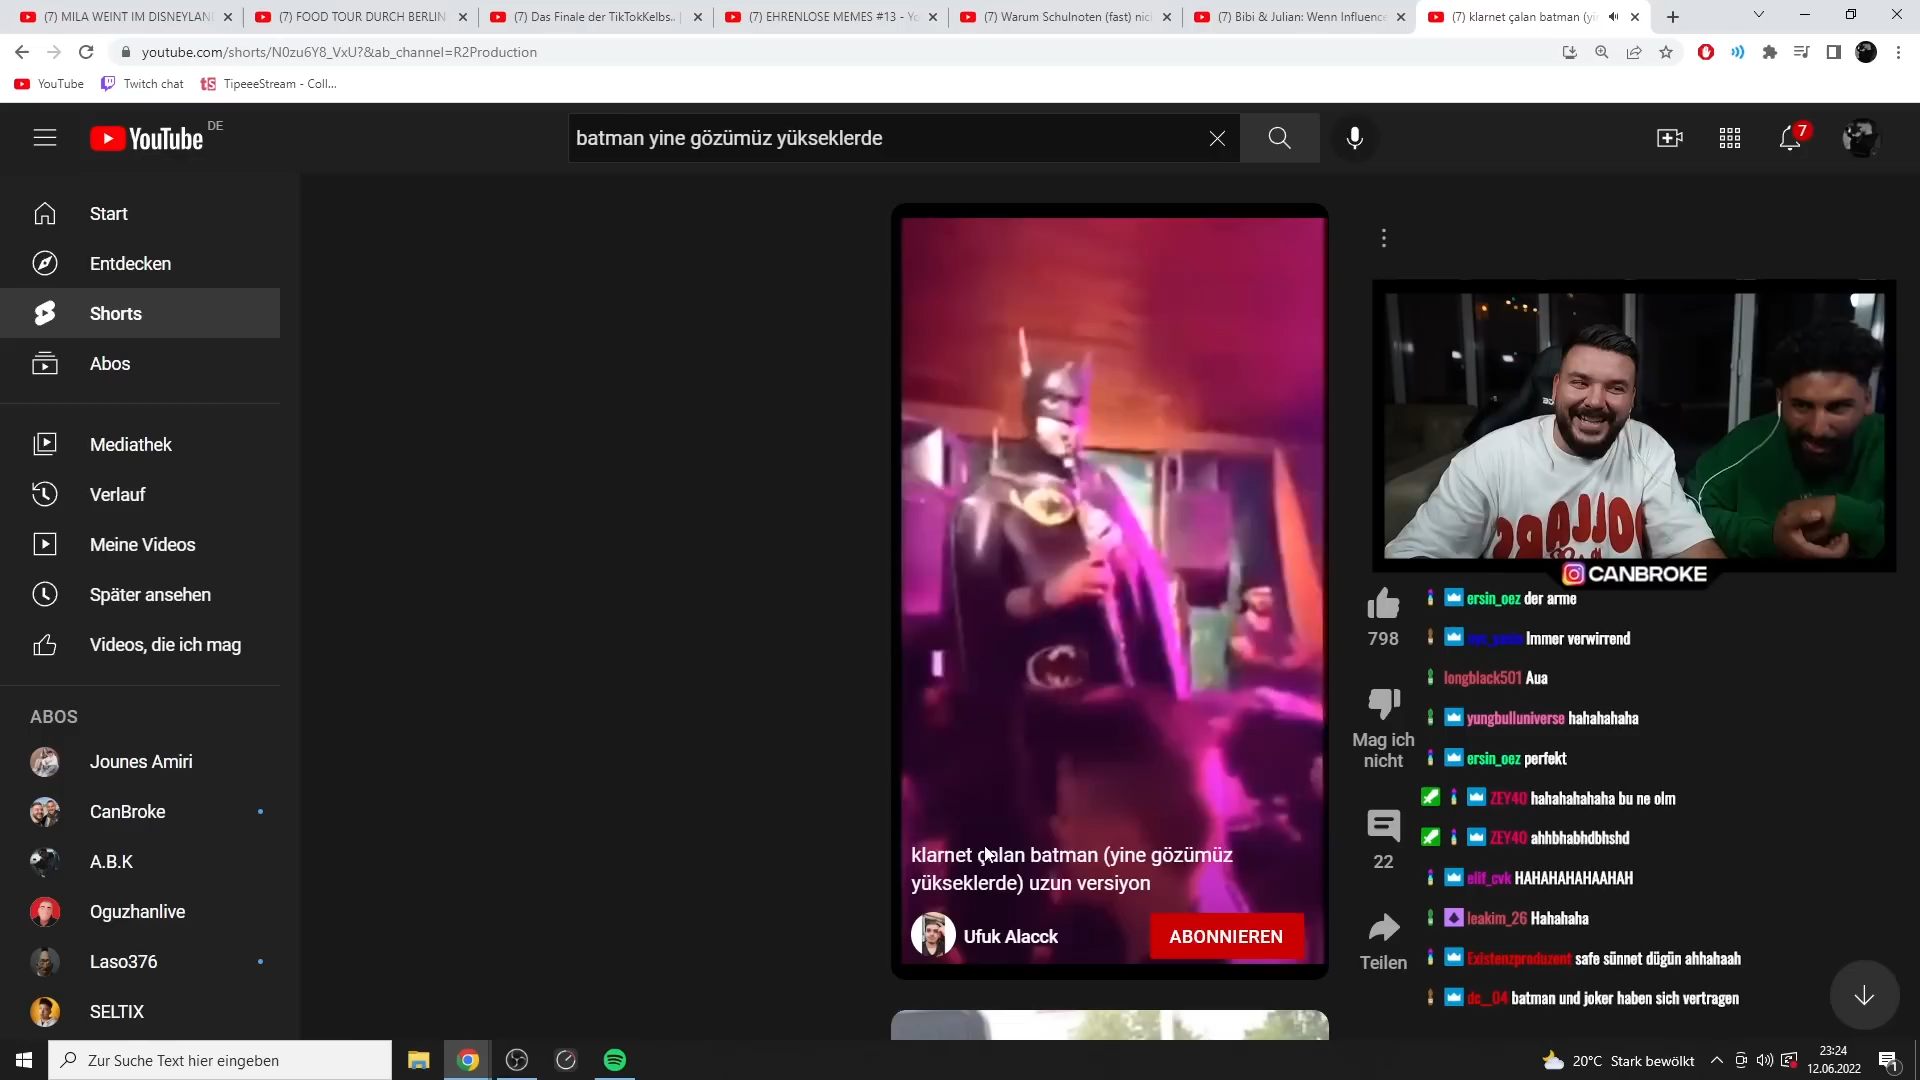 (7) MILA WEINT IM DISNEYLAN
(7) FOOD TOUR DURCH BERLIN
(7) Das Finale der TikTokKelbs.. |
(7) EHRENLOSE MEMES #13 - Yo
(7) Warum Schulnoten (fast) nic
(7) Bibi & Julian: Wenn Influence
(7) klarnet çalan batman (yin
youtube.com/shorts/N0zu6Y8_VxU?&ab_channel=R2Production
YouTube
Twitch chat
TipeeeStream - Coll...
YouTube DE
batman yine gözümüz yükseklerde
7
Start
Entdecken
Shorts
Abos
Mediathek
Verlauf
Meine Videos
Später ansehen
Videos, die ich mag
ABOS
Jounes Amiri
CanBroke
A.B.K
Oguzhanlive
Laso376
SELTIX
klarnet çalan batman (yine gözümüz
yükseklerde) uzun versiyon
Ufuk Alacck
ABONNIEREN
798
Mag ich
nicht
22
Teilen
CANBROKE
ersin_oez der arme
Immer verwirrend
longblack501 Aua
yungbulluniverse hahahahaha
ersin_oez perfekt
ZEY40 hahahahahaha bu ne olm
ZEY40 ahhbhabhdbhshd
elif_cvk HAHAHAHAHAAHAH
leakim_26 Hahahaha
Existenzproduzent safe sünnet dügün ahhahaah
dc__04 batman und joker haben sich vertragen
Zur Suche Text hier eingeben
20°C Stark bewölkt
23:24
12.06.2022
1